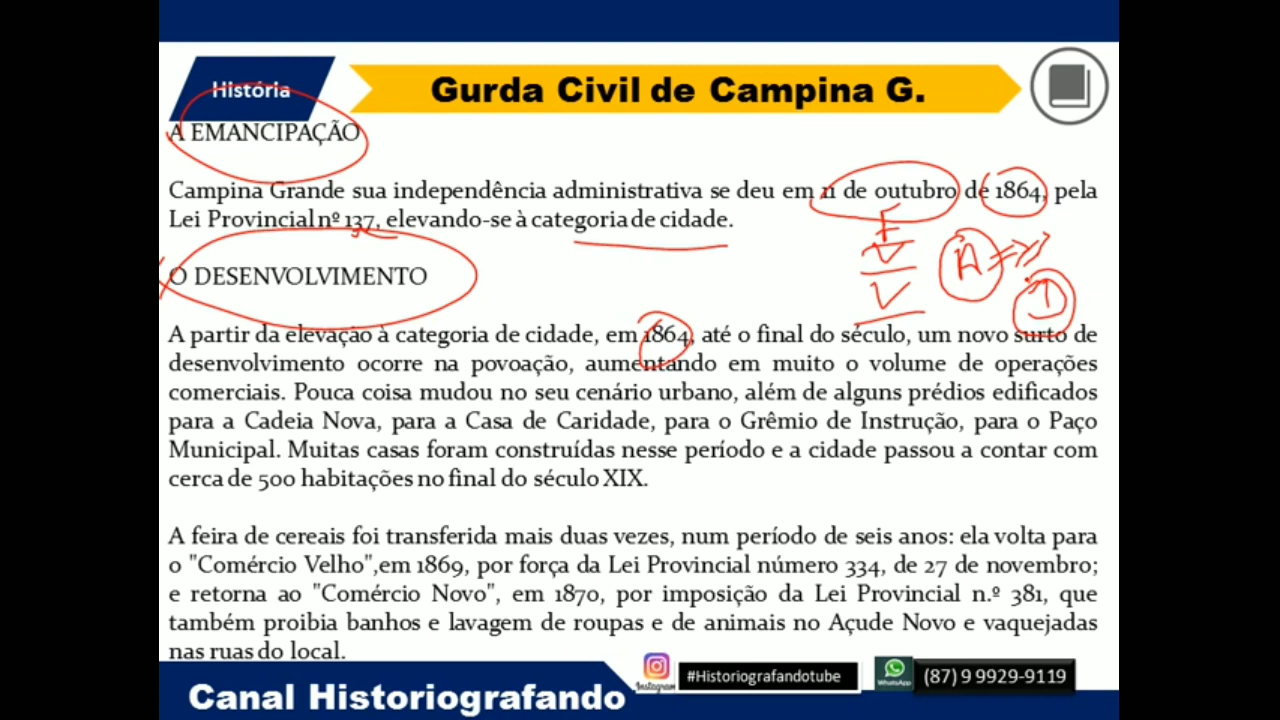 História
Gurda Civil de Campina G.
A EMANCIPAÇÃO
Campina Grande sua independência administrativa se deu em 11 de outubro de 1864, pela
Lei Provincial nº 137, elevando-se à categoria de cidade.
F
V
V
A
D
O DESENVOLVIMENTO
A partir da elevação à categoria de cidade, em 1864, até o final do século, um novo surto de
desenvolvimento ocorre na povoação, aumentando em muito o volume de operações
comerciais. Pouca coisa mudou no seu cenário urbano, além de alguns prédios edificados
para a Cadeia Nova, para a Casa de Caridade, para o Grêmio de Instrução, para o Paço
Municipal. Muitas casas foram construídas nesse período e a cidade passou a contar com
cerca de 500 habitações no final do século XIX.
A feira de cereais foi transferida mais duas vezes, num período de seis anos: ela volta para
o "Comércio Velho",em 1869, por força da Lei Provincial número 334, de 27 de novembro;
e retorna ao "Comércio Novo", em 1870, por imposição da Lei Provincial n.º 381, que
também proibia banhos e lavagem de roupas e de animais no Açude Novo e vaquejadas
nas ruas do local.
Canal Historiografando
Instagram
#Historiografandotube
WhatsApp
(87) 9 9929-9119